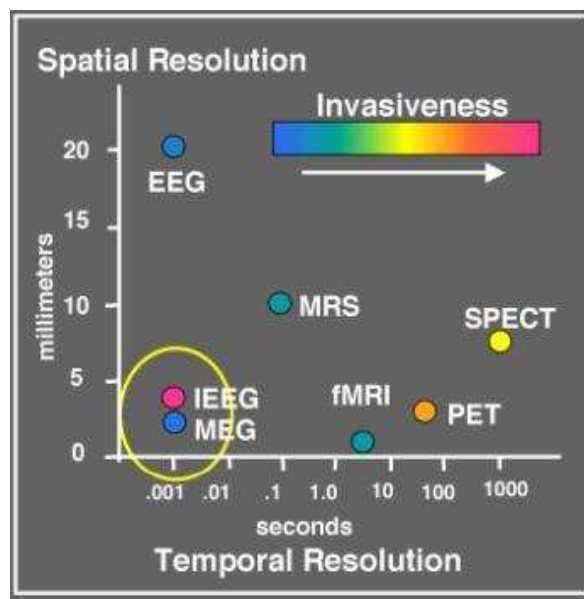 Spatial Resolution
Invasiveness
20
EEG
15
millimeters
10
MRS
SPECT
5
IEEG
fMRI
PET
MEG
0
.001 .01 .1 1.0 10 100 1000
seconds
Temporal Resolution